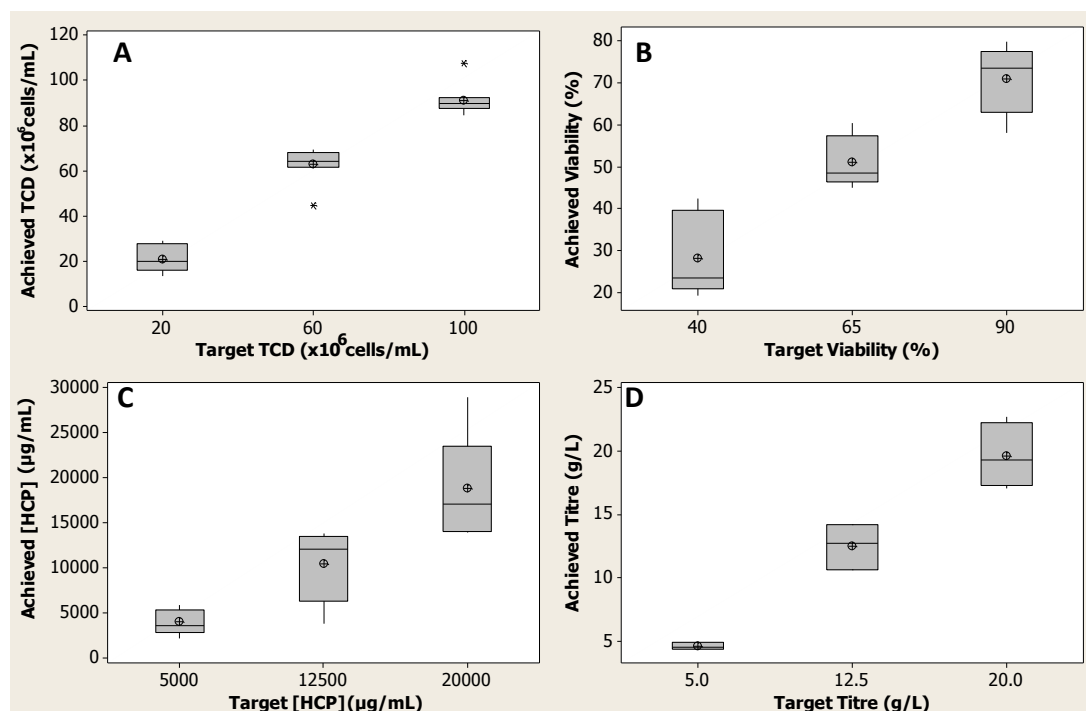 A
Achieved TCD (x10⁶cells/mL)
120
100
80
60
40
20
0
20 60 100
Target TCD (x10⁶cells/mL)
B
Achieved Viability (%)
80
70
60
50
40
30
20
40 65 90
Target Viability (%)
C
Achieved [HCP] (µg/mL)
30000
25000
20000
15000
10000
5000
0
5000 12500 20000
Target [HCP](µg/mL)
D
Achieved Titre (g/L)
25
20
15
10
5
5.0 12.5 20.0
Target Titre (g/L)